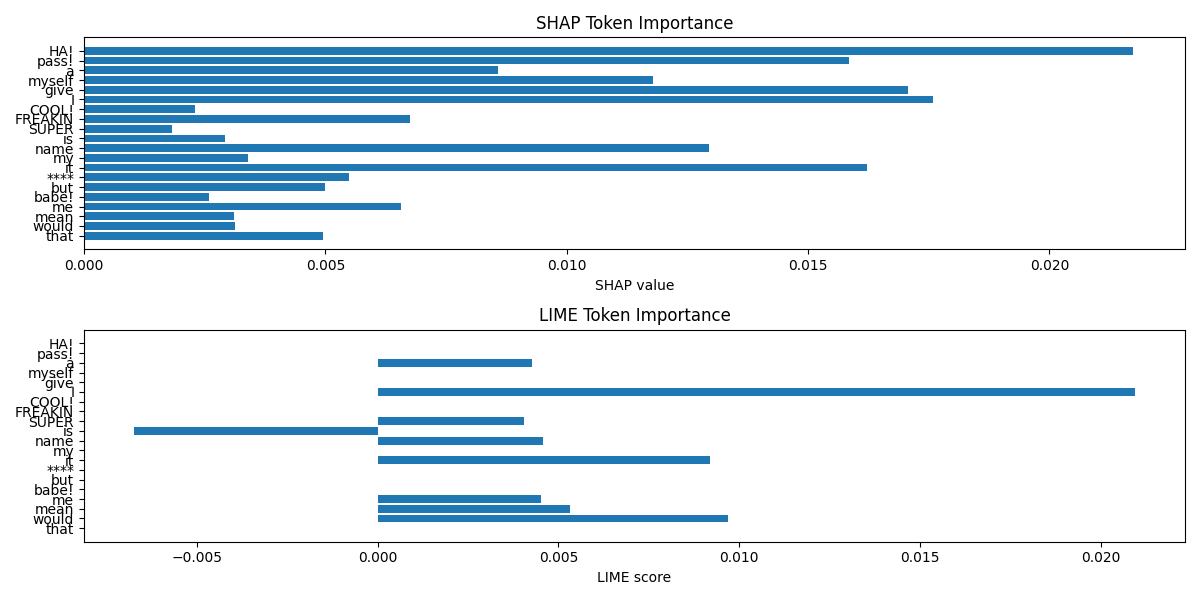 SHAP Token Importance
HA!
pass!
a
myself
give
I
COOL!
FREAKIN
SUPER
is
name
my
it
****
but
babe!
me
mean
would
that
0.000 0.005 0.010 0.015 0.020
SHAP value
LIME Token Importance
HA!
pass!
a
myself
give
I
COOL!
FREAKIN
SUPER
is
name
my
it
****
but
babe!
me
mean
would
that
−0.005 0.000 0.005 0.010 0.015 0.020
LIME score